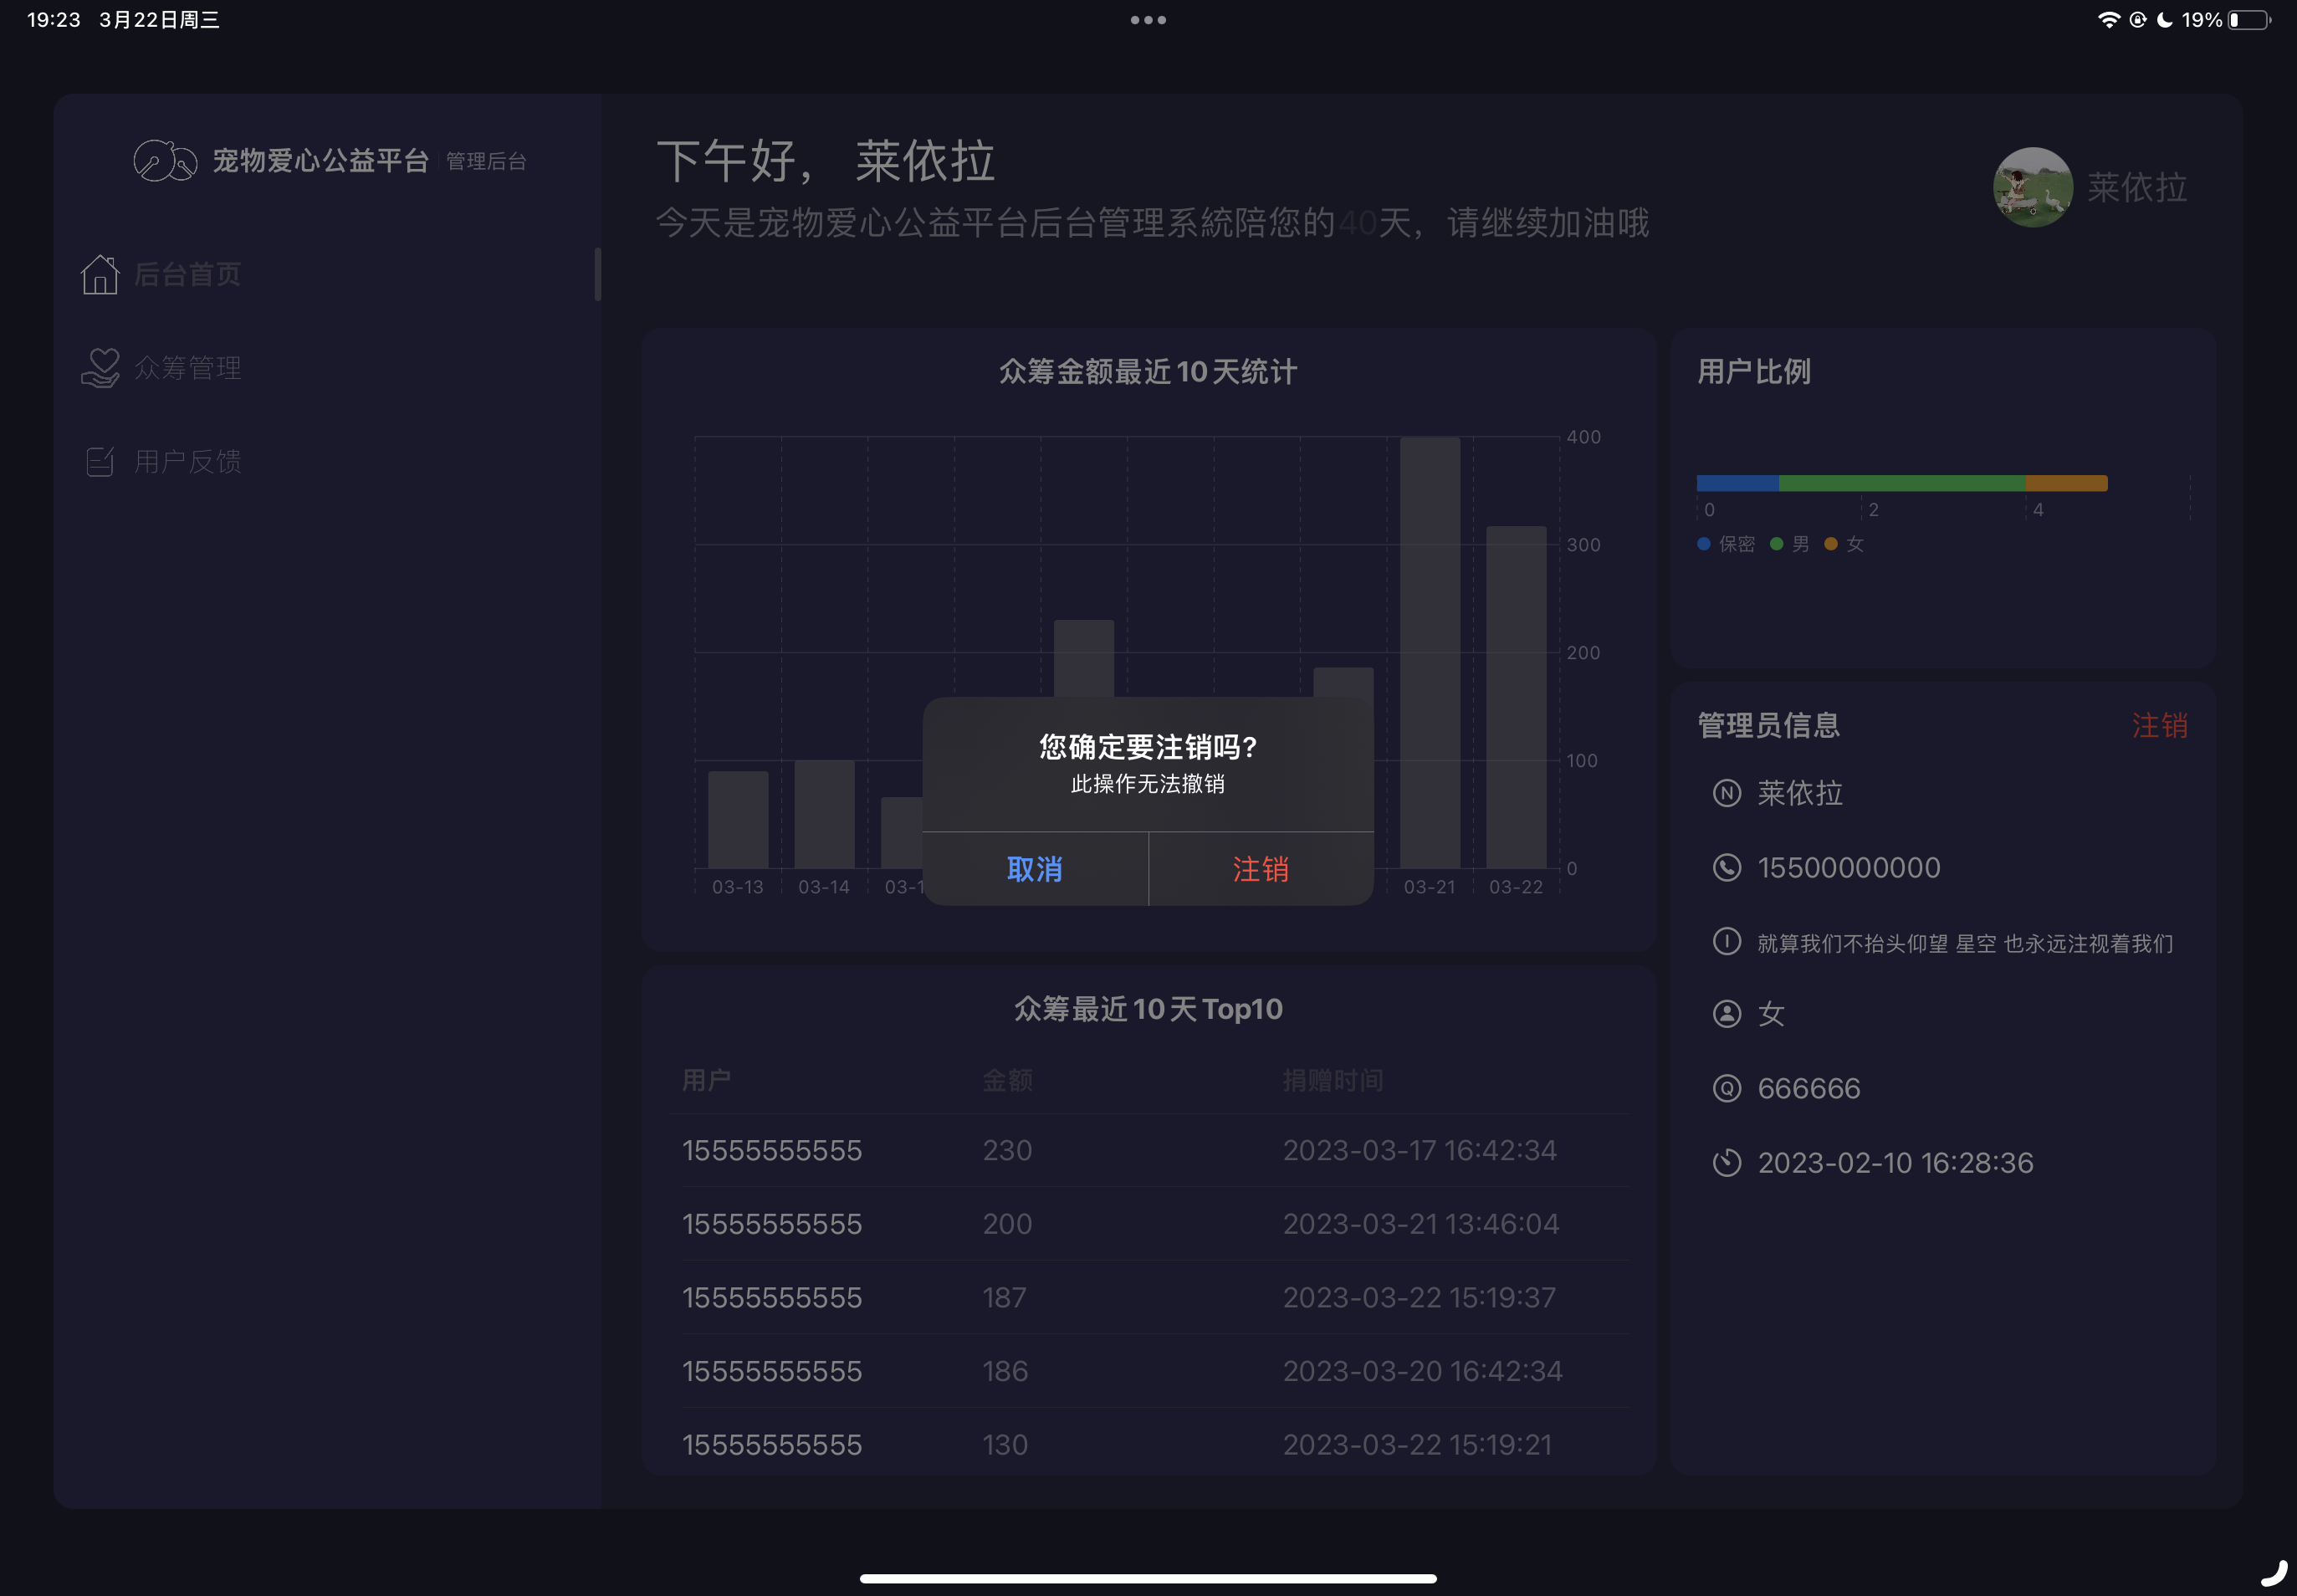 19:23 3月22日周三
19%
宠物爱心公益平台 管理后台
后台首页
众筹管理
用户反馈
下午好， 莱依拉
今天是宠物爱心公益平台后台管理系統陪您的40天，请继续加油哦
莱依拉
众筹金额最近10天统计
400
300
200
100
0
03-13 03-14 03-1 03-21 03-22
您确定要注销吗?
此操作无法撤销
取消 注销
用户比例
0 2 4
保密 男 女
管理员信息 注销
N 莱依拉
15500000000
I 就算我们不抬头仰望 星空 也永远注视着我们
女
Q 666666
2023-02-10 16:28:36
众筹最近10天Top10
用户 金额 捐赠时间
15555555555 230 2023-03-17 16:42:34
15555555555 200 2023-03-21 13:46:04
15555555555 187 2023-03-22 15:19:37
15555555555 186 2023-03-20 16:42:34
15555555555 130 2023-03-22 15:19:21